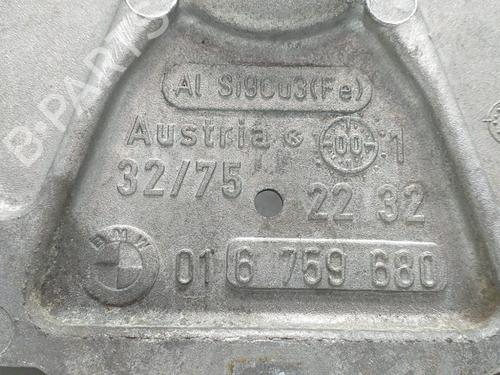 Al Si9Cu3(Fe)
Austria 00 1
32/75 22 32
BMW 01 6 759 680
B-PARTS